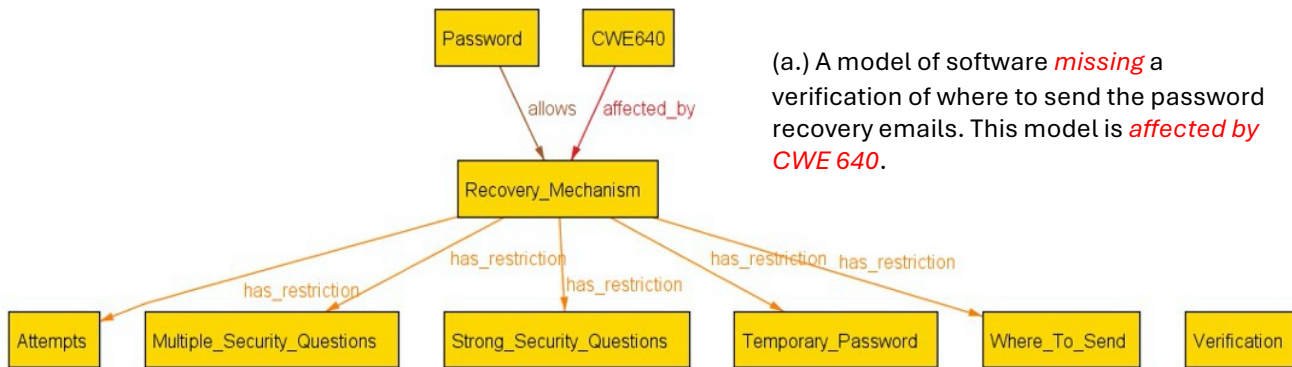 Password
CWE640
(a.) A model of software missing a
verification of where to send the password
recovery emails. This model is affected by
CWE 640.
allows
affected_by
Recovery_Mechanism
has_restriction
has_restriction
has_restriction
has_restriction
has_restriction
Attempts
Multiple_Security_Questions
Strong_Security_Questions
Temporary_Password
Where_To_Send
Verification